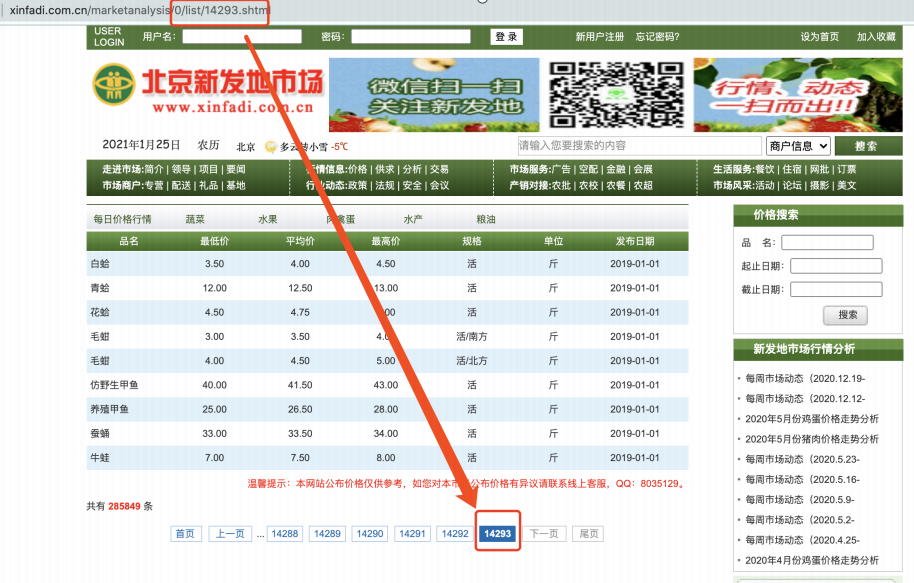 xinfadi.com.cn/marketanalysis/0/list/14293.shtm
USER LOGIN 用户名: 密码: 登 录 新用户注册 忘记密码? 设为首页 加入收藏
北京新发地市场
www.xinfadi.com.cn
微信扫一扫
关注新发地
行情、动态
一扫而出!!
2021年1月25日 农历 北京 多云转小雪 -5℃ 请输入您要搜索的内容 商户信息 搜 索
走进市场:简介 | 领导 | 项目 | 要闻 行情信息:价格 | 供求 | 分析 | 交易 市场服务:广告 | 空配 | 金融 | 会展 生活服务:餐饮 | 住宿 | 网批 | 订票
市场商户:专营 | 配送 | 礼品 | 基地 行业动态:政策 | 法规 | 安全 | 会议 产销对接:农批 | 农校 | 农餐 | 农超 市场风采:活动 | 论坛 | 摄影 | 美文
每日价格行情 蔬菜 水果 肉禽蛋 水产 粮油
品名 最低价 平均价 最高价 规格 单位 发布日期
白蛤 3.50 4.00 4.50 活 斤 2019-01-01
青蛤 12.00 12.50 13.00 活 斤 2019-01-01
花蛤 4.50 4.75 .00 活 斤 2019-01-01
毛蚶 3.00 3.50 4.00 活/南方 斤 2019-01-01
毛蚶 4.00 4.50 5.00 活/北方 斤 2019-01-01
仿野生甲鱼 40.00 41.50 43.00 活 斤 2019-01-01
养殖甲鱼 25.00 26.50 28.00 活 斤 2019-01-01
蚕蛹 33.00 33.50 34.00 活 斤 2019-01-01
牛蛙 7.00 7.50 8.00 活 斤 2019-01-01
温馨提示：本网站公布价格仅供参考，如您对本市场公布价格有异议请联系线上客服，QQ：8035129。
共有 285849 条
首页 上一页 ... 14288 14289 14290 14291 14292 14293 下一页 尾页
价格搜索
品 名:
起止日期:
截止日期:
搜索
新发地市场行情分析
• 每周市场动态（2020.12.19-
• 每周市场动态（2020.12.12-
• 2020年5月份鸡蛋价格走势分析
• 2020年5月份猪肉价格走势分析
• 每周市场动态（2020.5.23-
• 每周市场动态（2020.5.16-
• 每周市场动态（2020.5.9-
• 每周市场动态（2020.5.2-
• 每周市场动态（2020.4.25-
• 2020年4月份鸡蛋价格走势分析